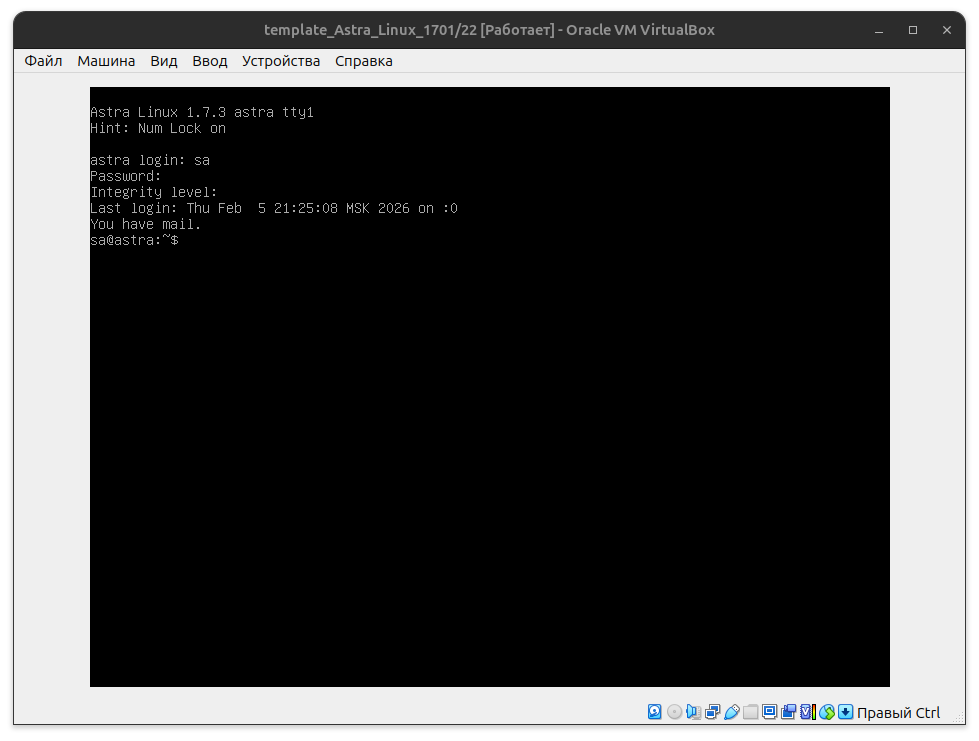 template_Astra_Linux_1701/22 [Работает] - Oracle VM VirtualBox
Файл Машина Вид Ввод Устройства Справка
Astra Linux 1.7.3 astra tty1
Hint: Num Lock on
astra login: sa
Password:
Integrity level:
Last login: Thu Feb  5 21:25:08 MSK 2026 on :0
You have mail.
sa@astra:~$
Правый Ctrl